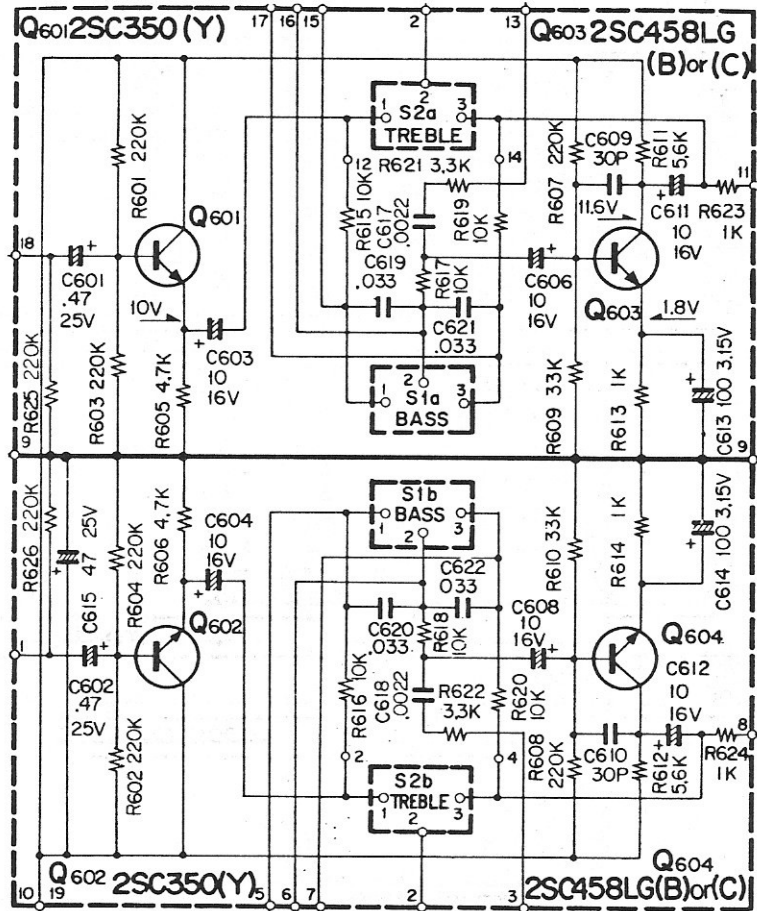 17 16 15 2 13
Q601 2SC350 (Y)
Q603 2SC458LG
(B) or (C)
1 2 3
S2a
TREBLE
R601 220K
12
R621 3.3K
14
R615 10K
C617 .0022
R619 10K
R607 220K
C609
30P
R611 5.6K
11
Q601
11.6V
C611
10
16V
R623
1K
18
C601
.47
25V
C619
.033
R617 10K
C606
10
16V
10V
C603
10
16V
C621
.033
Q603
1.8V
R625 220K
R603 220K
R605 4.7K
1 2 3
S1a
BASS
R609 33K
R613 1K
C613 100 3.15V
9
9
R626 220K
C615 47 25V
R604 220K
R606 4.7K
C604
10
16V
S1b
BASS
1 2 3
R610 33K
R614 1K
C614 100 3.15V
C622
033
Q602
C620
.033
R618 10K
C608
10
16V
Q604
1
C602
.47
25V
R616 10K
C618 .0022
R622
3.3K
R620 10K
C612
10
16V
8
R602 220K
2
4
R608 220K
C610
30P
R612 5.6K
R624
1K
S2b
TREBLE
1 2 3
Q602 2SC350(Y)
Q604
2SC458LG(B)or(C)
10 19 5 6 7 2 3